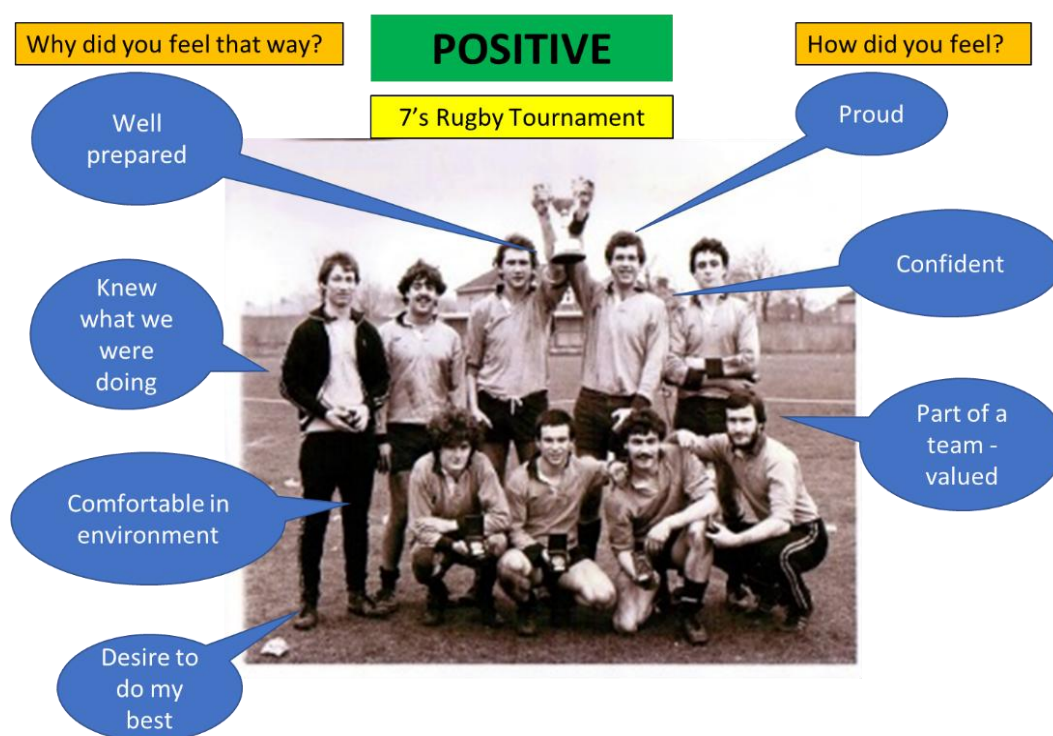 Why did you feel that way?
POSITIVE
How did you feel?
7's Rugby Tournament
Well
prepared
Knew
what we
were
doing
Comfortable in
environment
Desire to
do my
best
Proud
Confident
Part of a
team -
valued